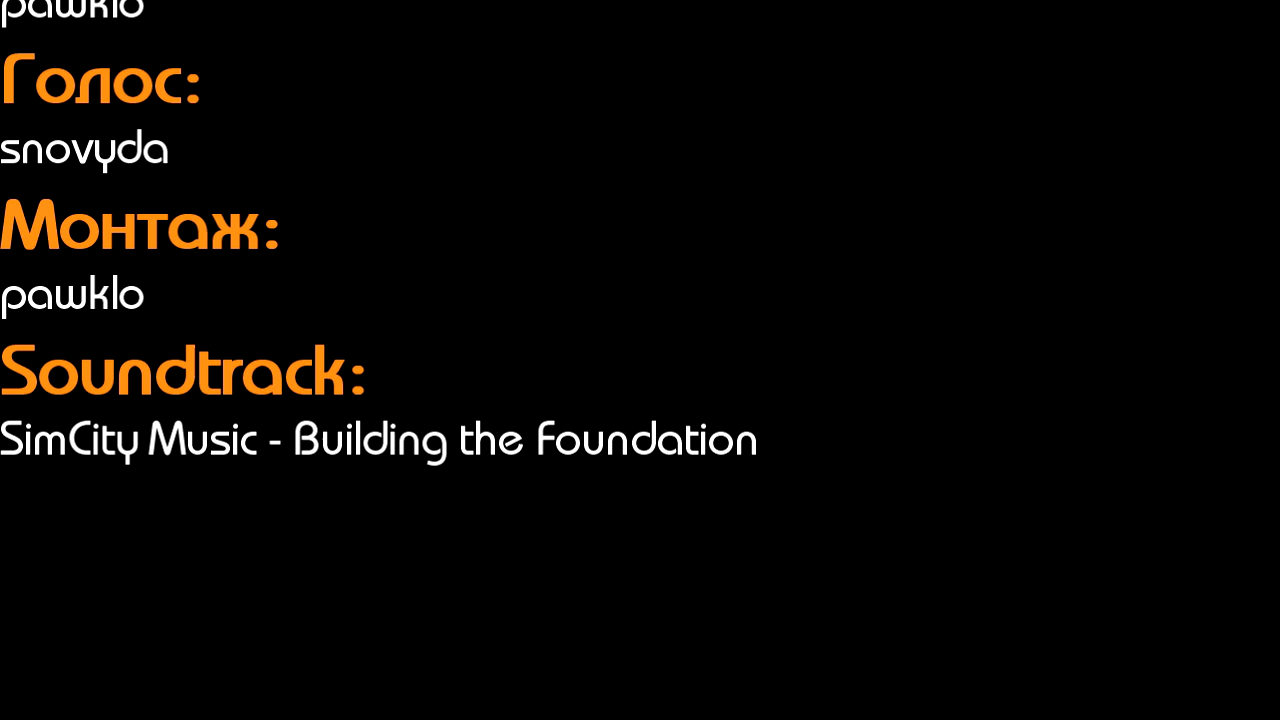 pawklo
Голос:
snovyda
Монтаж:
pawklo
Soundtrack:
SimCity Music - Building the Foundation